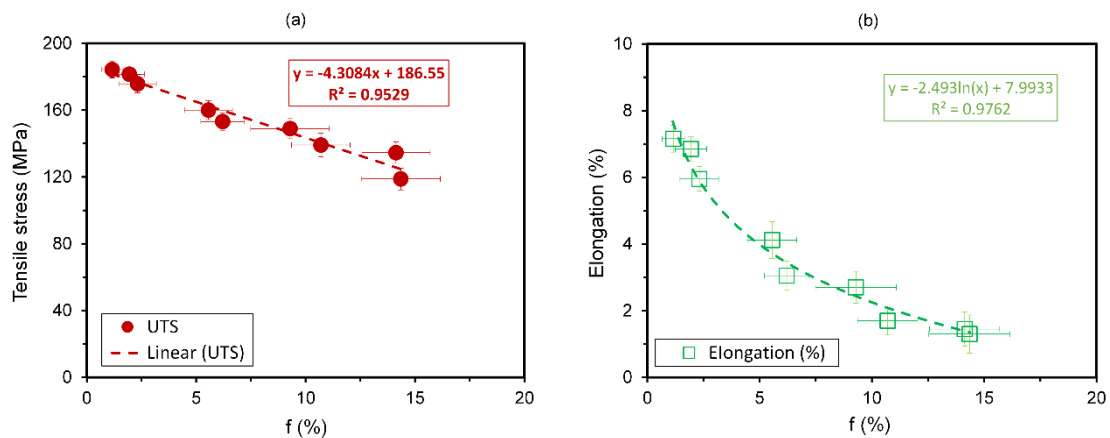 (a)
200
160
120
80
40
0
Tensile stress (MPa)
y = -4.3084x + 186.55
R² = 0.9529
UTS
Linear (UTS)
0
5
10
15
20
f (%)
(b)
10
8
6
4
2
0
Elongation (%)
y = -2.493ln(x) + 7.9933
R² = 0.9762
Elongation (%)
0
5
10
15
20
f (%)